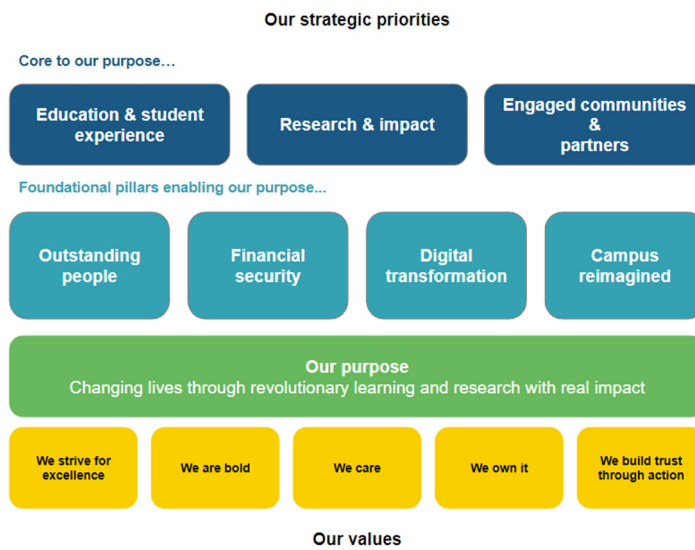 Our strategic priorities
Core to our purpose...
Education & student
experience
Research & impact
Engaged communities
&
partners
Foundational pillars enabling our purpose...
Outstanding
people
Financial
security
Digital
transformation
Campus
reimagined
Our purpose
Changing lives through revolutionary learning and research with real impact
We strive for
excellence
We are bold
We care
We own it
We build trust
through action
Our values